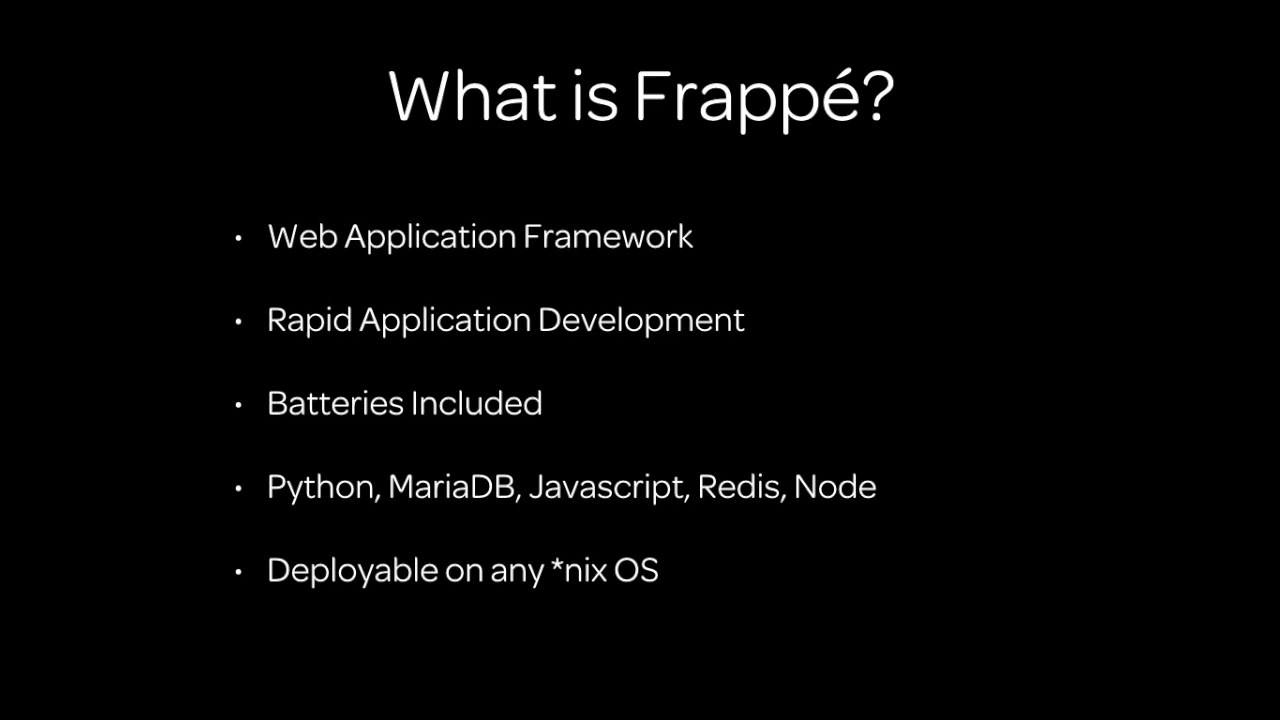 What is Frappé?
• Web Application Framework
• Rapid Application Development
• Batteries Included
• Python, MariaDB, Javascript, Redis, Node
• Deployable on any *nix OS